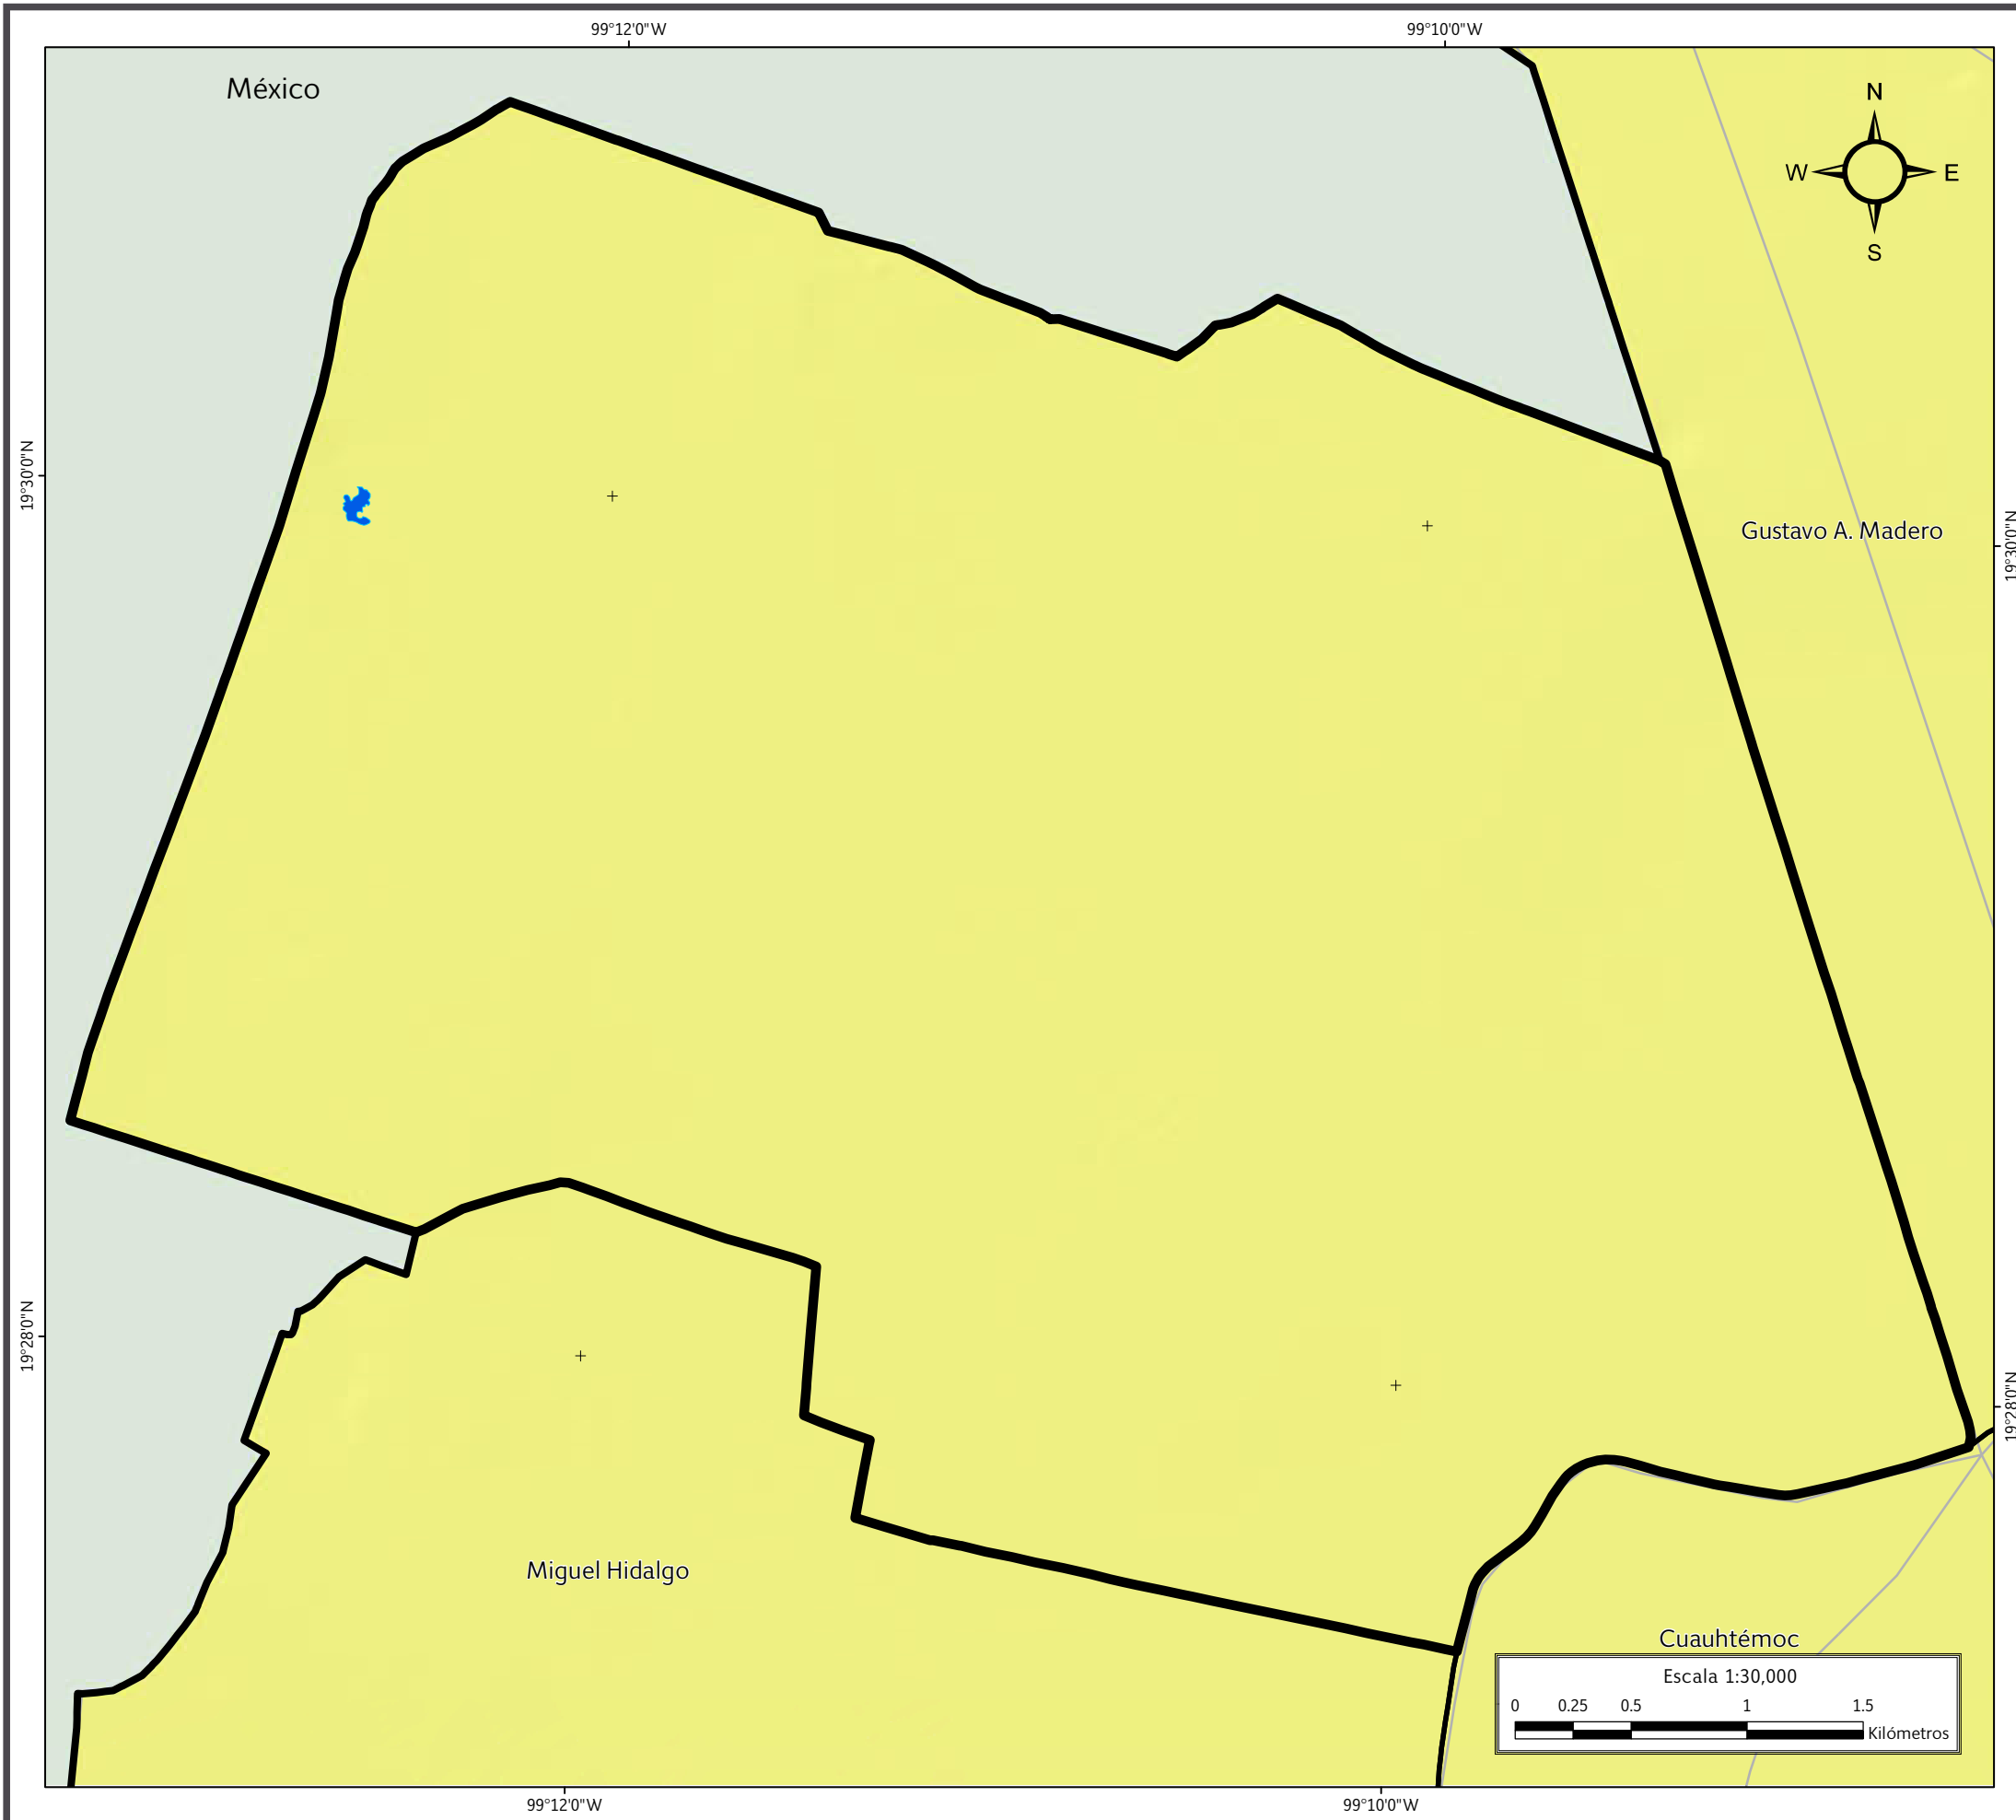 99°12'0"W
99°10'0"W
México
N
W
E
S
19°30'0"N
Gustavo A. Madero
19°30'0"N
19°28'0"N
19°28'0"N
Miguel Hidalgo
Cuauhtémoc
Escala 1:30,000
0 0.25 0.5 1 1.5
Kilómetros
99°12'0"W
99°10'0"W